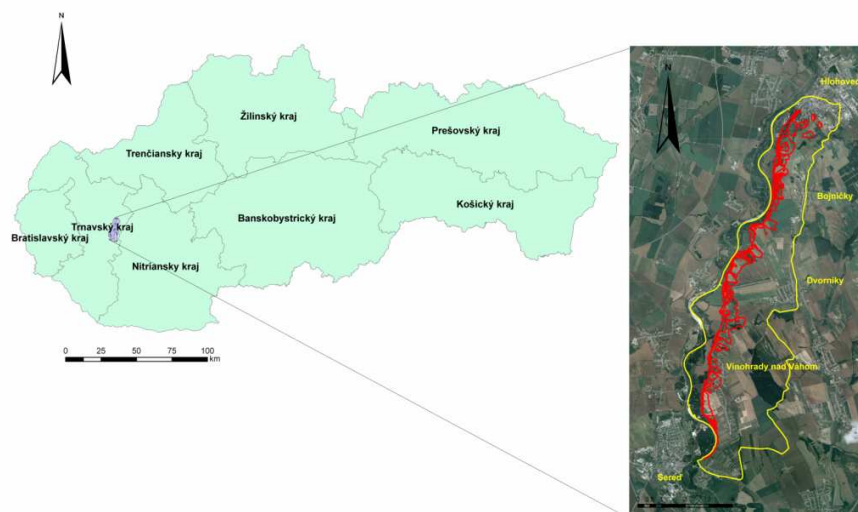 N
Žilinský kraj
Prešovský kraj
Trenčiansky kraj
Košický kraj
Trnavský kraj
Banskobystrický kraj
Bratislavský kraj
Nitriansky kraj
0 25 50 75 100
km
N
Hlohovec
Bojničky
Dvorníky
Vinohrady nad Váhom
Sereď